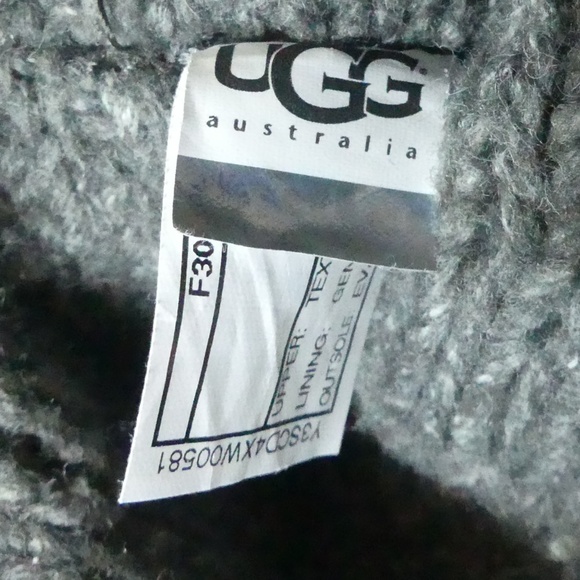 UGG
australia
F30
UPPER: TEX
LINING: GEN
OUTSOLE EV
Y3SCD4XW00581